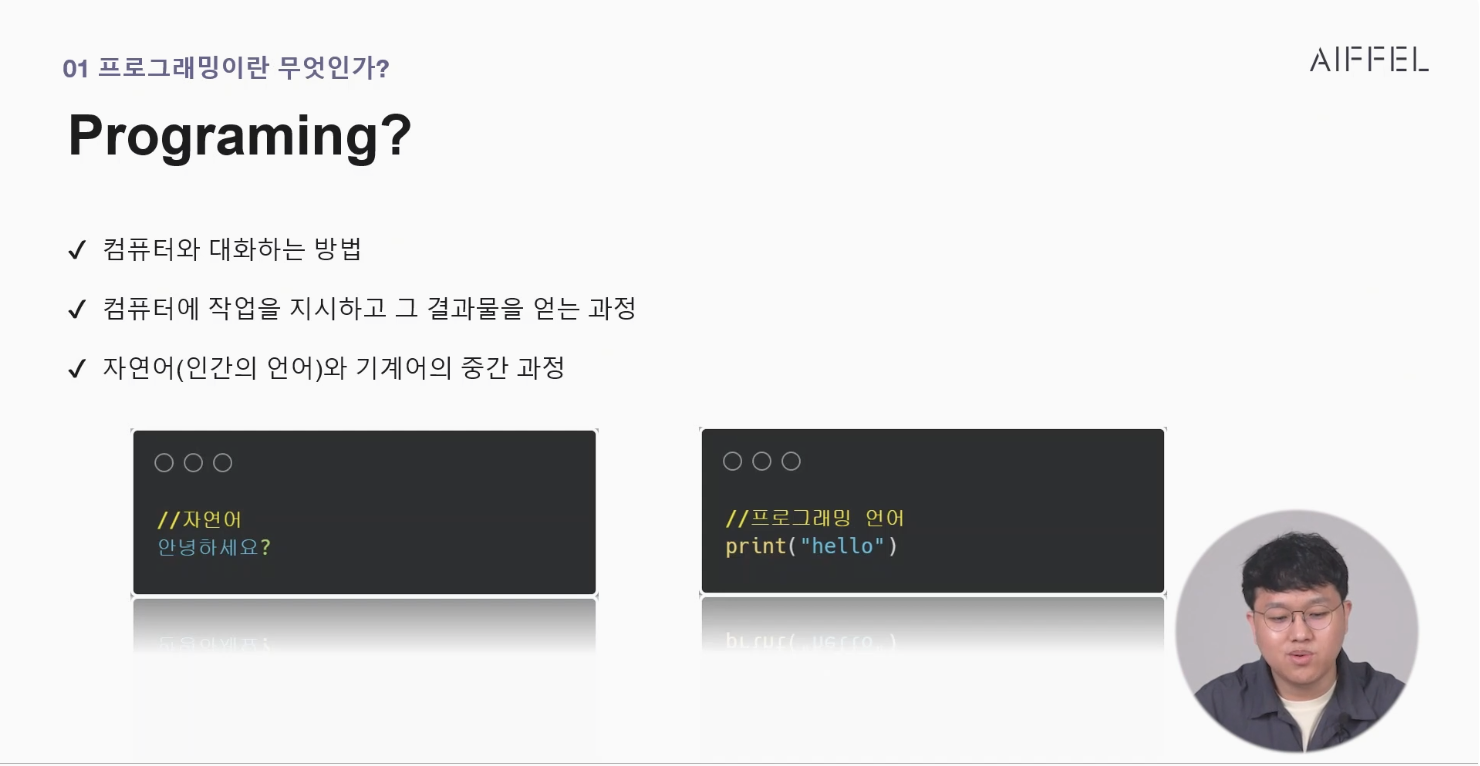 01 프로그래밍이란 무엇인가?
AIFFEL
Programing?
✓ 컴퓨터와 대화하는 방법
✓ 컴퓨터에 작업을 지시하고 그 결과물을 얻는 과정
✓ 자연어(인간의 언어)와 기계어의 중간 과정
//자연어
안녕하세요?
//프로그래밍 언어
print("hello")